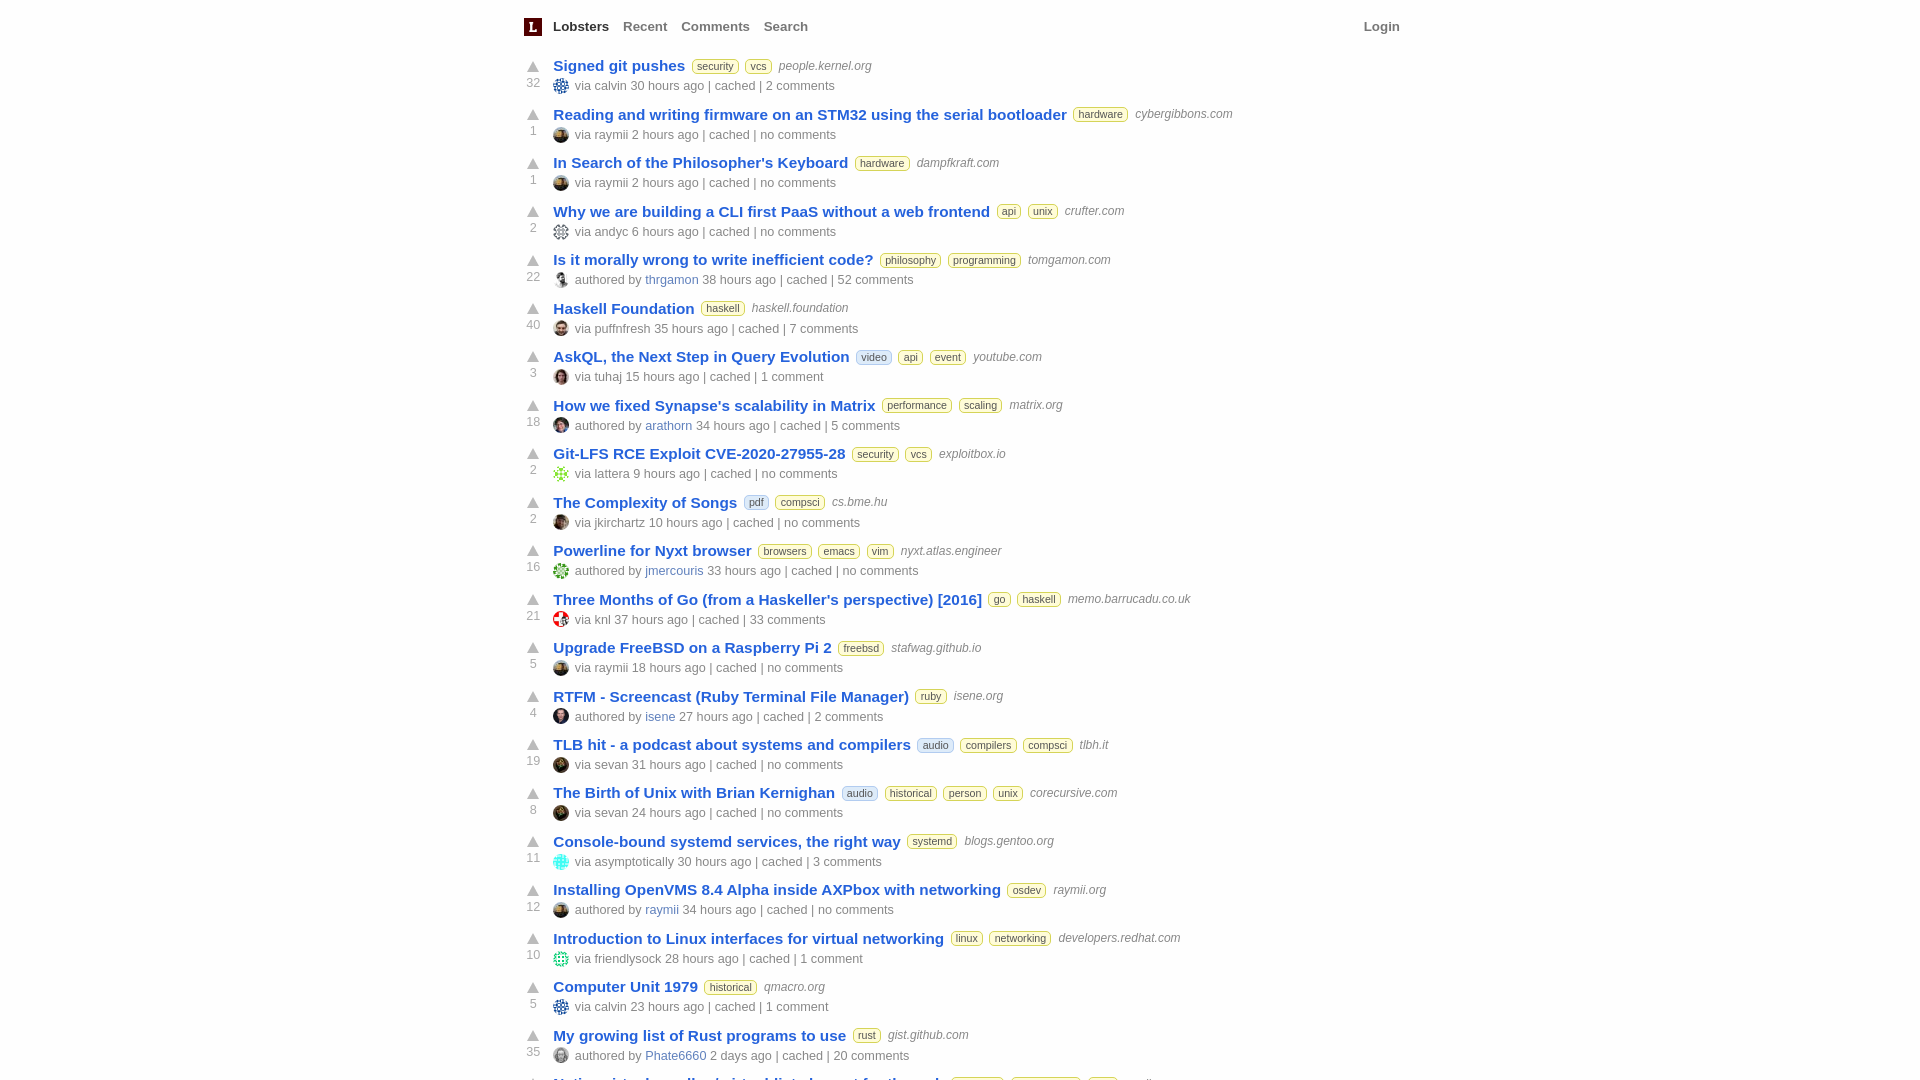 L Lobsters Recent Comments Search Login
Signed git pushes security vcs people.kernel.org
32 via calvin 30 hours ago | cached | 2 comments
Reading and writing firmware on an STM32 using the serial bootloader hardware cybergibbons.com
1 via raymii 2 hours ago | cached | no comments
In Search of the Philosopher's Keyboard hardware dampfkraft.com
1 via raymii 2 hours ago | cached | no comments
Why we are building a CLI first PaaS without a web frontend api unix crufter.com
2 via andyc 6 hours ago | cached | no comments
Is it morally wrong to write inefficient code? philosophy programming tomgamon.com
22 authored by thrgamon 38 hours ago | cached | 52 comments
Haskell Foundation haskell haskell.foundation
40 via puffnfresh 35 hours ago | cached | 7 comments
AskQL, the Next Step in Query Evolution video api event youtube.com
3 via tuhaj 15 hours ago | cached | 1 comment
How we fixed Synapse's scalability in Matrix performance scaling matrix.org
18 authored by arathorn 34 hours ago | cached | 5 comments
Git-LFS RCE Exploit CVE-2020-27955-28 security vcs exploitbox.io
2 via lattera 9 hours ago | cached | no comments
The Complexity of Songs pdf compsci cs.bme.hu
2 via jkirchartz 10 hours ago | cached | no comments
Powerline for Nyxt browser browsers emacs vim nyxt.atlas.engineer
16 authored by jmercouris 33 hours ago | cached | no comments
Three Months of Go (from a Haskeller's perspective) [2016] go haskell memo.barrucadu.co.uk
21 via knl 37 hours ago | cached | 33 comments
Upgrade FreeBSD on a Raspberry Pi 2 freebsd stafwag.github.io
5 via raymii 18 hours ago | cached | no comments
RTFM - Screencast (Ruby Terminal File Manager) ruby isene.org
4 authored by isene 27 hours ago | cached | 2 comments
TLB hit - a podcast about systems and compilers audio compilers compsci tlbh.it
19 via sevan 31 hours ago | cached | no comments
The Birth of Unix with Brian Kernighan audio historical person unix corecursive.com
8 via sevan 24 hours ago | cached | no comments
Console-bound systemd services, the right way systemd blogs.gentoo.org
11 via asymptotically 30 hours ago | cached | 3 comments
Installing OpenVMS 8.4 Alpha inside AXPbox with networking osdev raymii.org
12 authored by raymii 34 hours ago | cached | no comments
Introduction to Linux interfaces for virtual networking linux networking developers.redhat.com
10 via friendlysock 28 hours ago | cached | 1 comment
Computer Unit 1979 historical qmacro.org
5 via calvin 23 hours ago | cached | 1 comment
My growing list of Rust programs to use rust gist.github.com
35 authored by Phate6660 2 days ago | cached | 20 comments